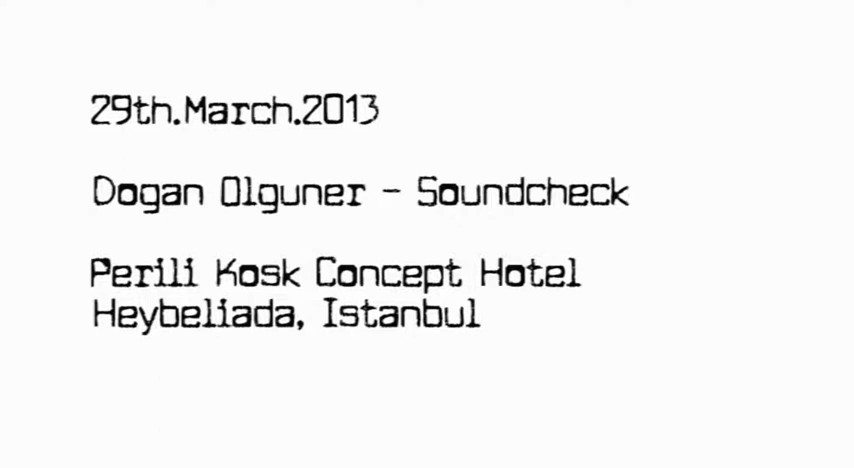 29th.March.2013
Dogan Olguner - Soundcheck
Perili Kosk Concept Hotel
Heybeliada, Istanbul